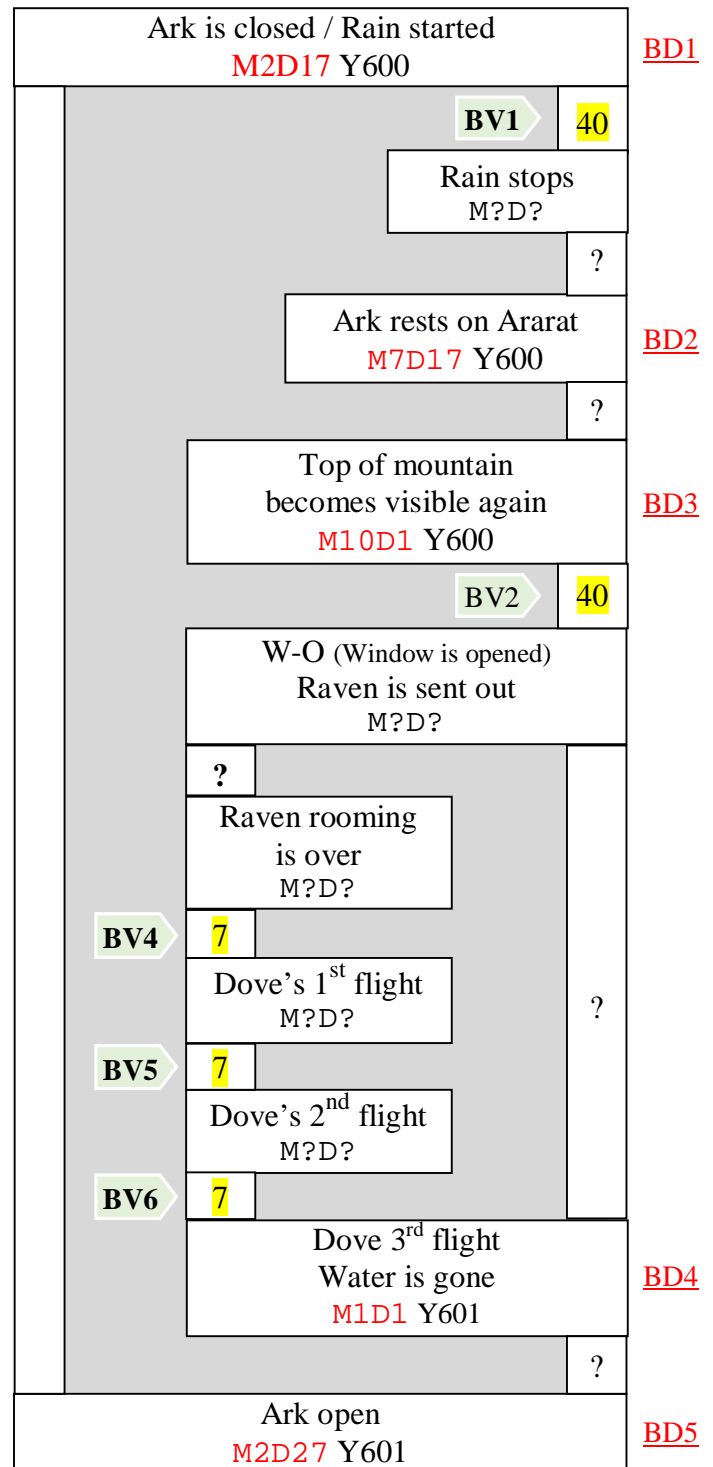 Ark is closed / Rain started
M2D17 Y600
BD1
BV1
40
Rain stops
M?D?
?
Ark rests on Ararat
M7D17 Y600
BD2
?
Top of mountain
becomes visible again
M10D1 Y600
BD3
BV2
40
W-O (Window is opened)
Raven is sent out
M?D?
?
Raven rooming
is over
M?D?
BV4
7
Dove's 1st flight
M?D?
?
BV5
7
Dove's 2nd flight
M?D?
BV6
7
Dove 3rd flight
Water is gone
M1D1 Y601
BD4
?
Ark open
M2D27 Y601
BD5